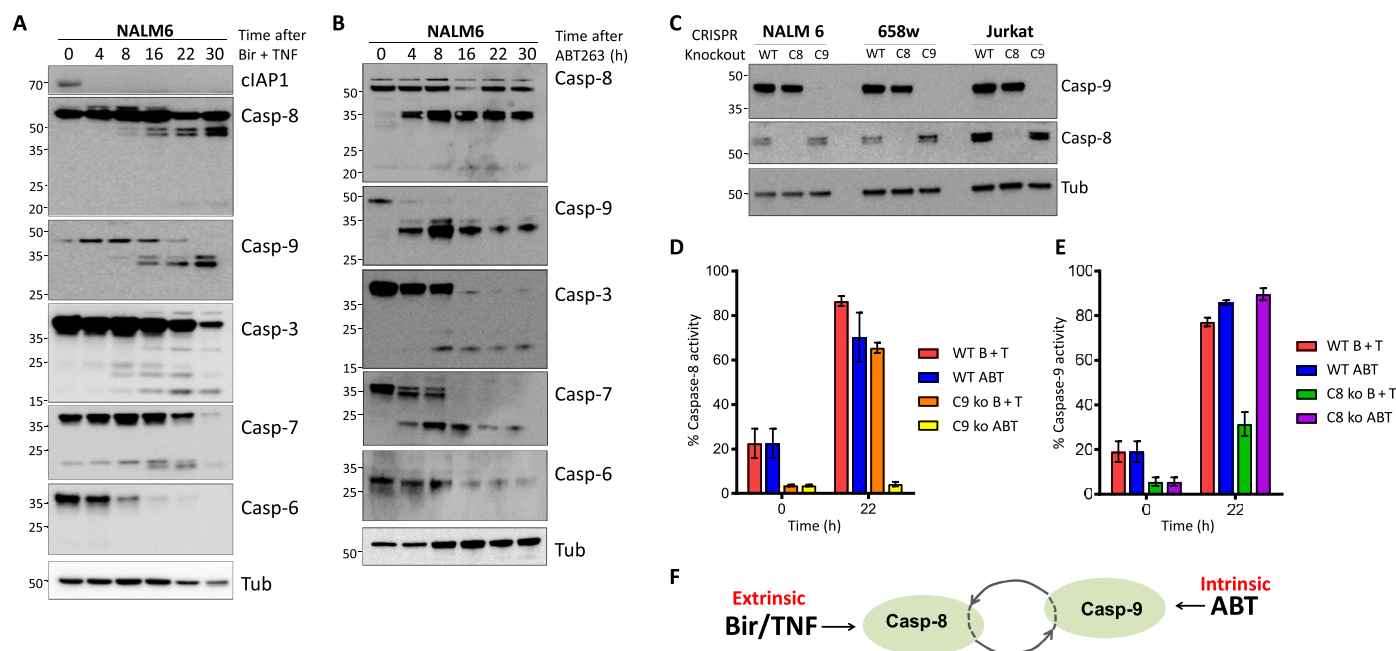 A
NALM6
Time after
Bir + TNF
0 4 8 16 22 30
70
cIAP1
Casp-8
50
35
25
20
50
Casp-9
35
25
Casp-3
35
25
15
Casp-7
35
25
Casp-6
35
25
50
Tub
B
NALM6
Time after
ABT263 (h)
0 4 8 16 22 30
Casp-8
50
35
25
20
50
Casp-9
35
25
Casp-3
35
15
Casp-7
35
25
Casp-6
35
25
50
Tub
C
CRISPR
Knockout
NALM 6 658w Jurkat
WT C8 C9 WT C8 C9 WT C8 C9
50
Casp-9
35
Casp-8
50
Tub
50
D
% Caspase-8 activity
100
80
60
40
20
0
0 22
Time (h)
WT B + T
WT ABT
C9 ko B + T
C9 ko ABT
E
% Caspase-9 activity
100
80
60
40
20
0
0 22
Time (h)
WT B + T
WT ABT
C8 ko B + T
C8 ko ABT
F
Extrinsic
Bir/TNF
Casp-8
Casp-9
Intrinsic
ABT